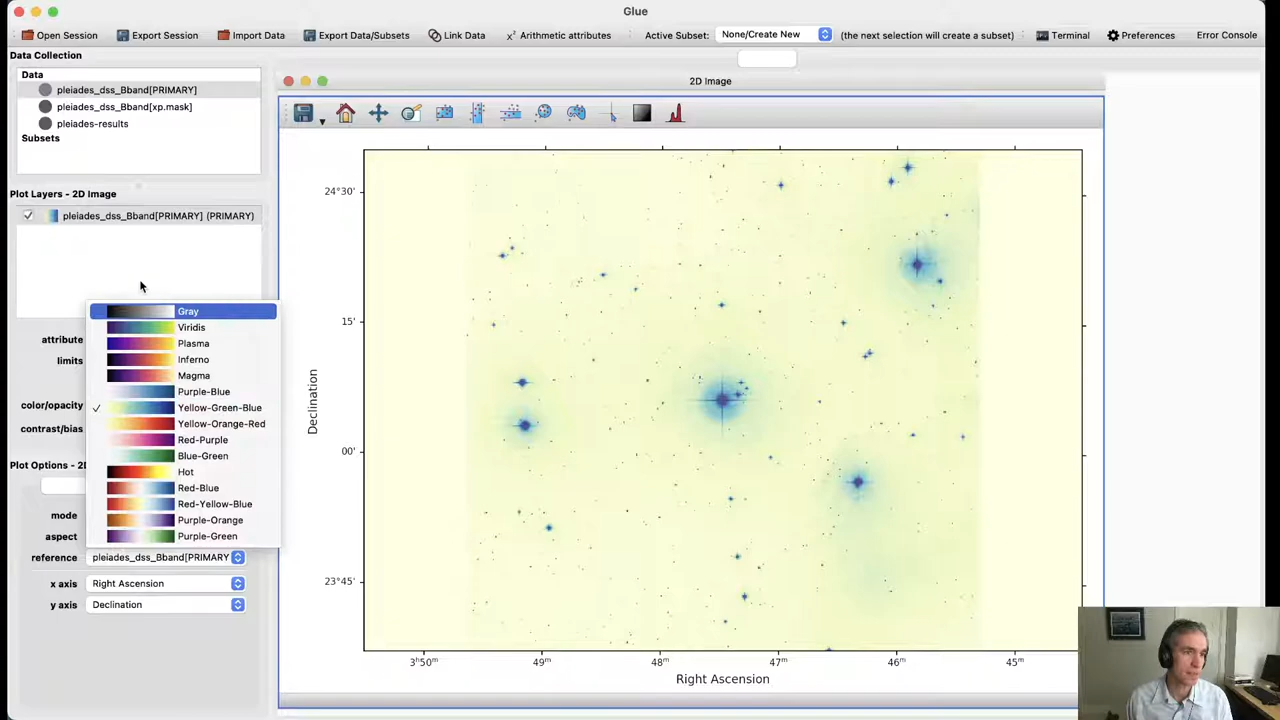 Glue
Open Session
Export Session
Import Data
Export Data/Subsets
Link Data
Arithmetic attributes
Active Subset:
None/Create New
(the next selection will create a subset)
Terminal
Preferences
Error Console
Data Collection
Data
pleiades_dss_Bband[PRIMARY]
pleiades_dss_Bband[xp.mask]
pleiades-results
Subsets
Plot Layers - 2D Image
pleiades_dss_Bband[PRIMARY] (PRIMARY)
attribute
limits
color/opacity
contrast/bias
Gray
Viridis
Plasma
Inferno
Magma
Purple-Blue
Yellow-Green-Blue
Yellow-Orange-Red
Red-Purple
Blue-Green
Hot
Red-Blue
Red-Yellow-Blue
Purple-Orange
Purple-Green
Plot Options - 2D
mode
aspect
reference
pleiades_dss_Bband[PRIMARY
x axis
Right Ascension
y axis
Declination
2D Image
24°30'
15'
00'
23°45'
Declination
3ʰ50ᵐ
49ᵐ
48ᵐ
47ᵐ
46ᵐ
45ᵐ
Right Ascension